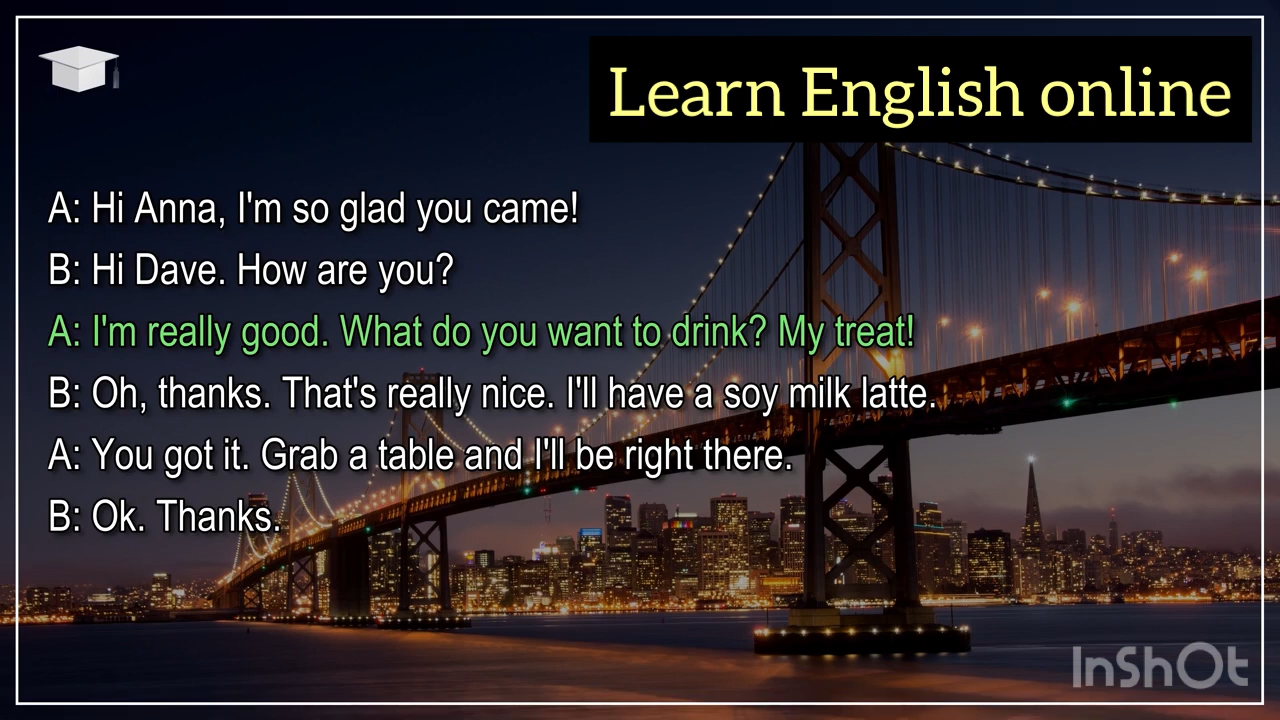 Learn English online
A: Hi Anna, I'm so glad you came!
B: Hi Dave. How are you?
A: I'm really good. What do you want to drink? My treat!
B: Oh, thanks. That's really nice. I'll have a soy milk latte.
A: You got it. Grab a table and I'll be right there.
B: Ok. Thanks.
InShOt